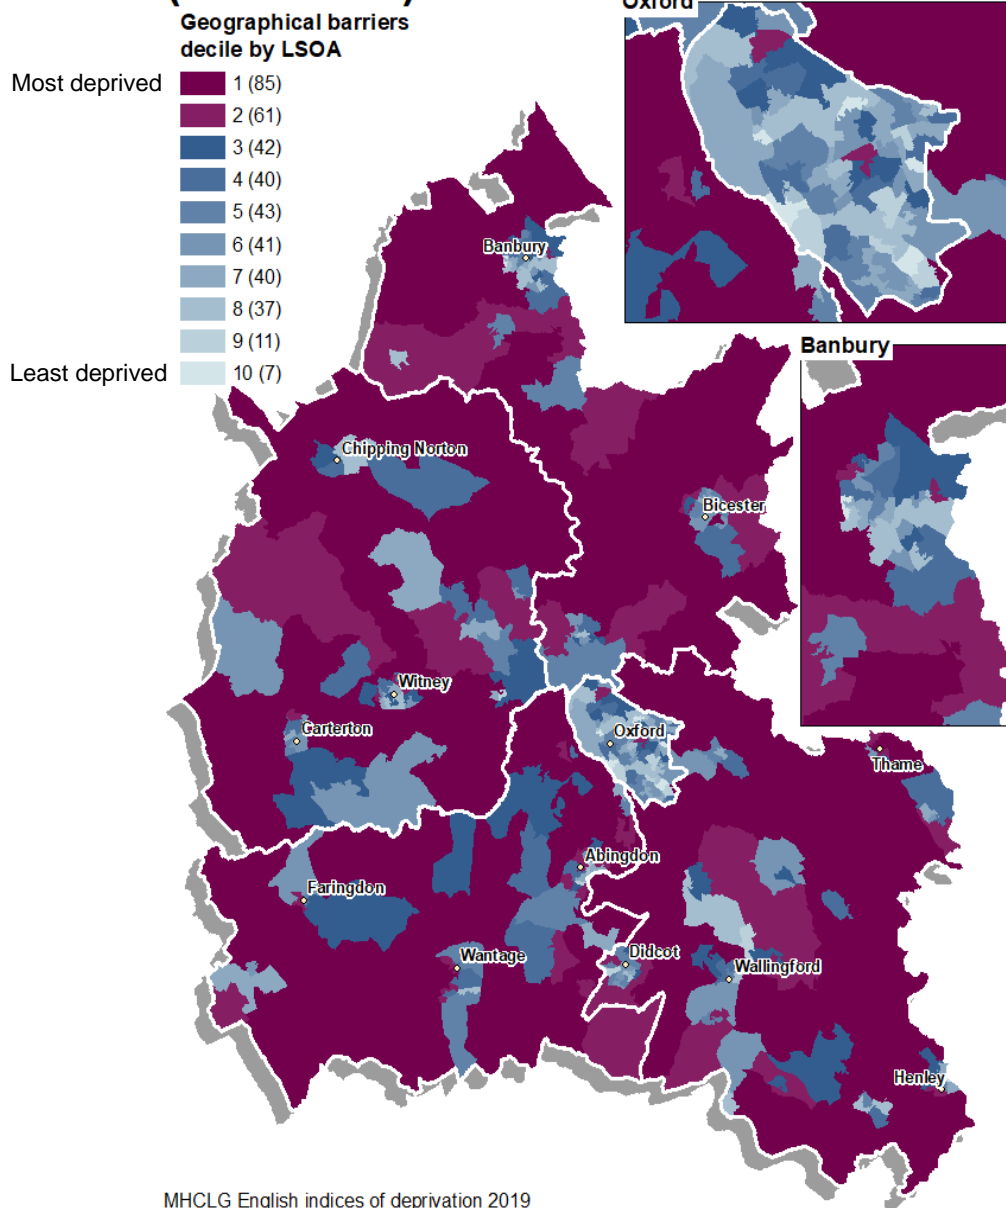 Geographical barriers
decile by LSOA
Most deprived
1 (85)
2 (61)
3 (42)
4 (40)
5 (43)
6 (41)
7 (40)
8 (37)
9 (11)
Least deprived
10 (7)
Oxford
Banbury
Banbury
Chipping Norton
Bicester
Witney
Carterton
Oxford
Thame
Abingdon
Faringdon
Wantage
Didcot
Wallingford
Henley
MHCLG English indices of deprivation 2019